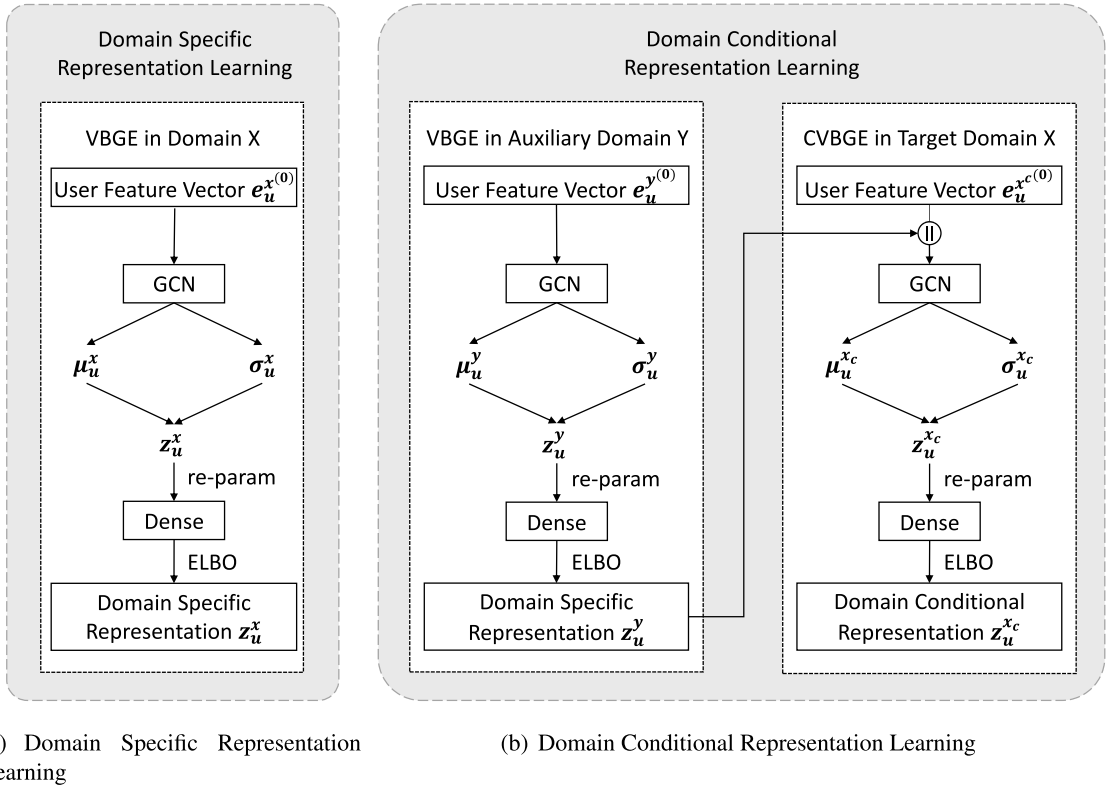 Domain Specific
Representation Learning
VBGE in Domain X
User Feature Vector e_u^{x^{(0)}}
GCN
μ_u^x
σ_u^x
z_u^x
re-param
Dense
ELBO
Domain Specific
Representation z_u^x
Domain Conditional
Representation Learning
VBGE in Auxiliary Domain Y
User Feature Vector e_u^{y^{(0)}}
GCN
μ_u^y
σ_u^y
z_u^y
re-param
Dense
ELBO
Domain Specific
Representation z_u^y
CVBGE in Target Domain X
User Feature Vector e_u^{x^{c^{(0)}}}
||
GCN
μ_u^{x_c}
σ_u^{x_c}
z_u^{x_c}
re-param
Dense
ELBO
Domain Conditional
Representation z_u^{x_c}
) Domain Specific Representation
earning
(b) Domain Conditional Representation Learning